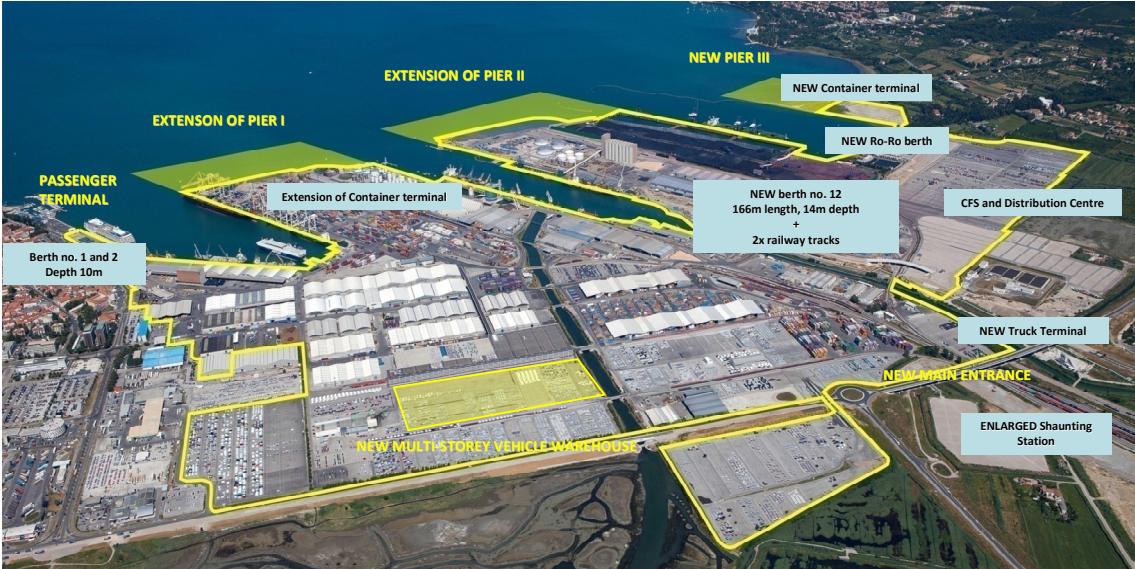 NEW PIER III
EXTENSION OF PIER II
NEW Container terminal
EXTENSON OF PIER I
NEW Ro-Ro berth
PASSENGER
TERMINAL
Extension of Container terminal
NEW berth no. 12
166m length, 14m depth
+
2x railway tracks
CFS and Distribution Centre
Berth no. 1 and 2
Depth 10m
NEW Truck Terminal
NEW MAIN ENTRANCE
ENLARGED Shaunting
Station
NEW MULTI-STOREY VEHICLE WAREHOUSE